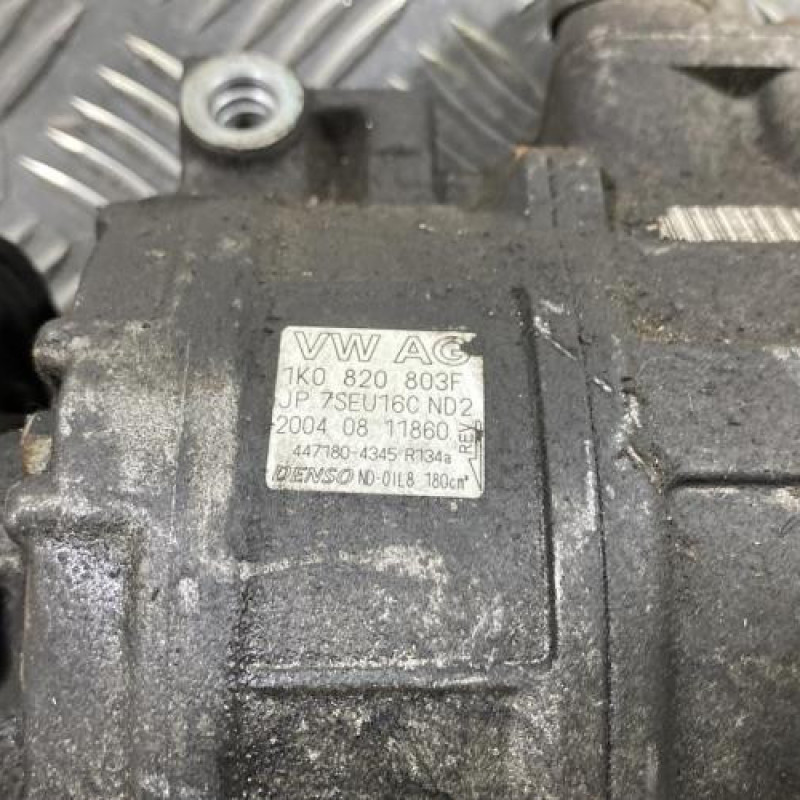 VW AG
1K0 820 803F
JP 7SEU16C ND2
2004 08 11860
REV
447180-4345 R134a
DENSO ND-OIL8 180cm³